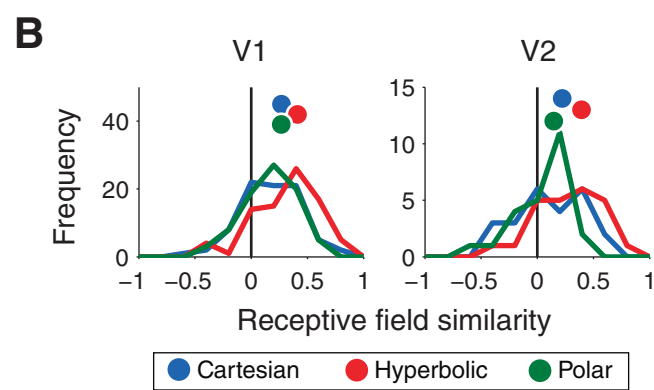 B
V1
V2
Frequency
40
20
0
−1
−0.5
0
0.5
1
15
10
5
0
−1
−0.5
0
0.5
1
Receptive field similarity
Cartesian Hyperbolic Polar